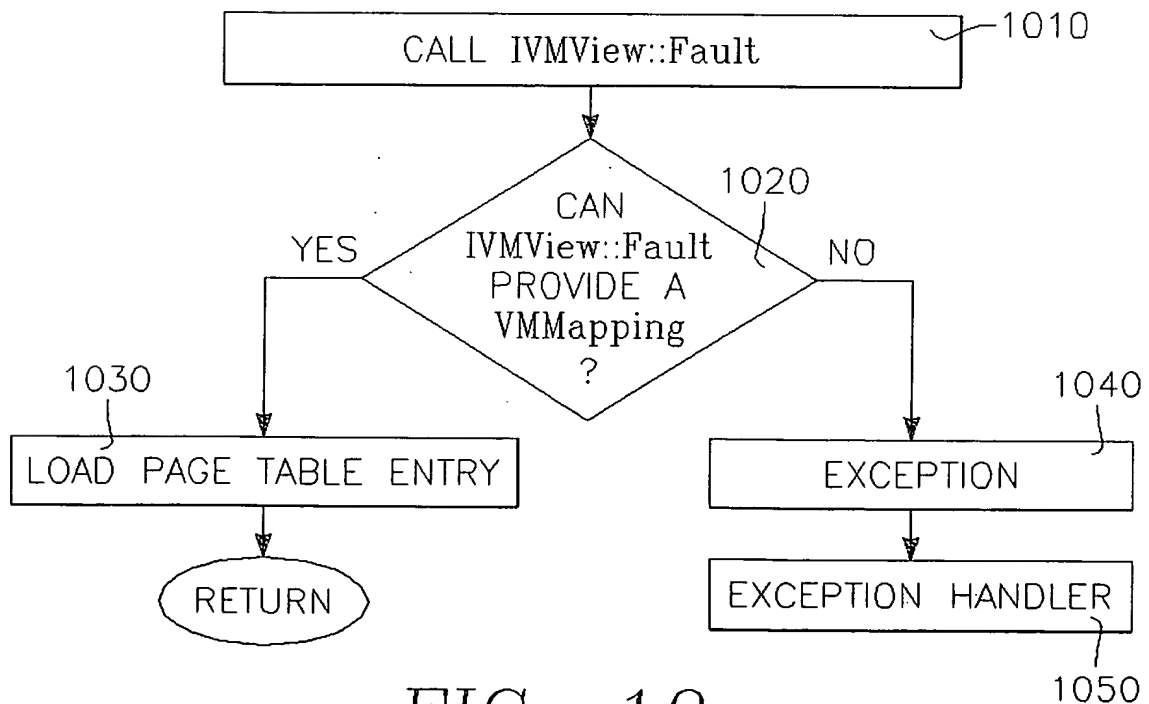 CALL IVMView::Fault
1010
CAN
IVMView::Fault
PROVIDE A
VMMapping
?
1020
YES
NO
1030
LOAD PAGE TABLE ENTRY
RETURN
1040
EXCEPTION
EXCEPTION HANDLER
1050